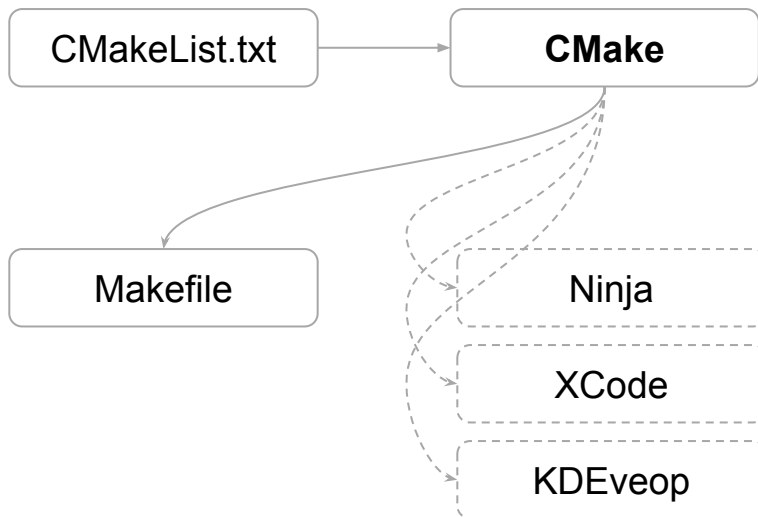 CMakeList.txt
CMake
Makefile
Ninja
XCode
KDEveop